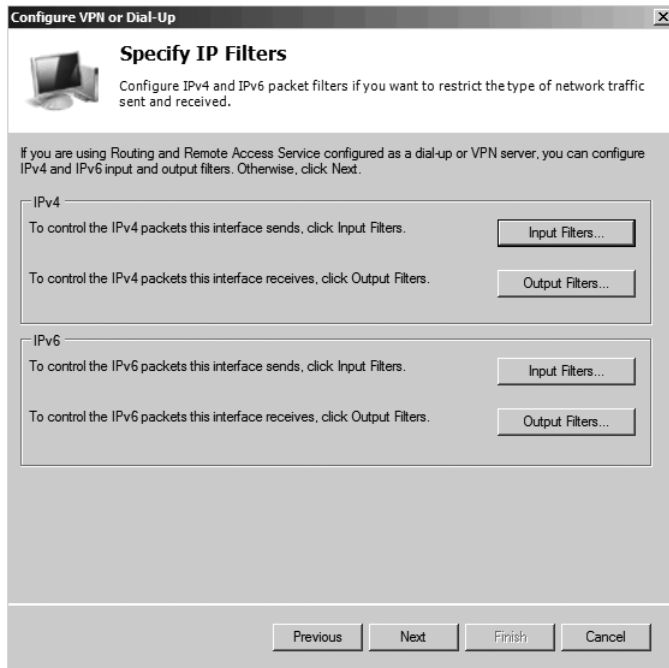 Configure VPN or Dial-Up
Specify IP Filters
Configure IPv4 and IPv6 packet filters if you want to restrict the type of network traffic
sent and received.
If you are using Routing and Remote Access Service configured as a dial-up or VPN server, you can configure
IPv4 and IPv6 input and output filters. Otherwise, click Next.
IPv4
To control the IPv4 packets this interface sends, click Input Filters.
Input Filters...
To control the IPv4 packets this interface receives, click Output Filters.
Output Filters...
IPv6
To control the IPv6 packets this interface sends, click Input Filters.
Input Filters...
To control the IPv6 packets this interface receives, click Output Filters.
Output Filters...
Previous
Next
Finish
Cancel